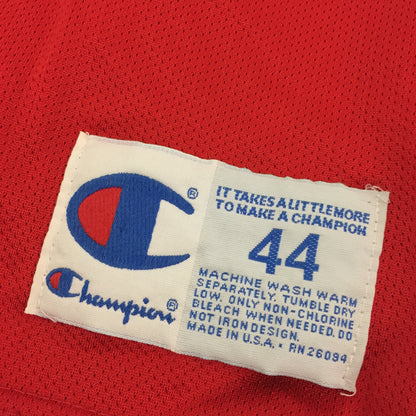 ®
Champion®
IT TAKES A LITTLE MORE
TO MAKE A CHAMPION
44
MACHINE WASH WARM
SEPARATELY. TUMBLE DRY
LOW. ONLY NON-CHLORINE
BLEACH WHEN NEEDED. DO
NOT IRON DESIGN.
MADE IN U.S.A. • RN 26094